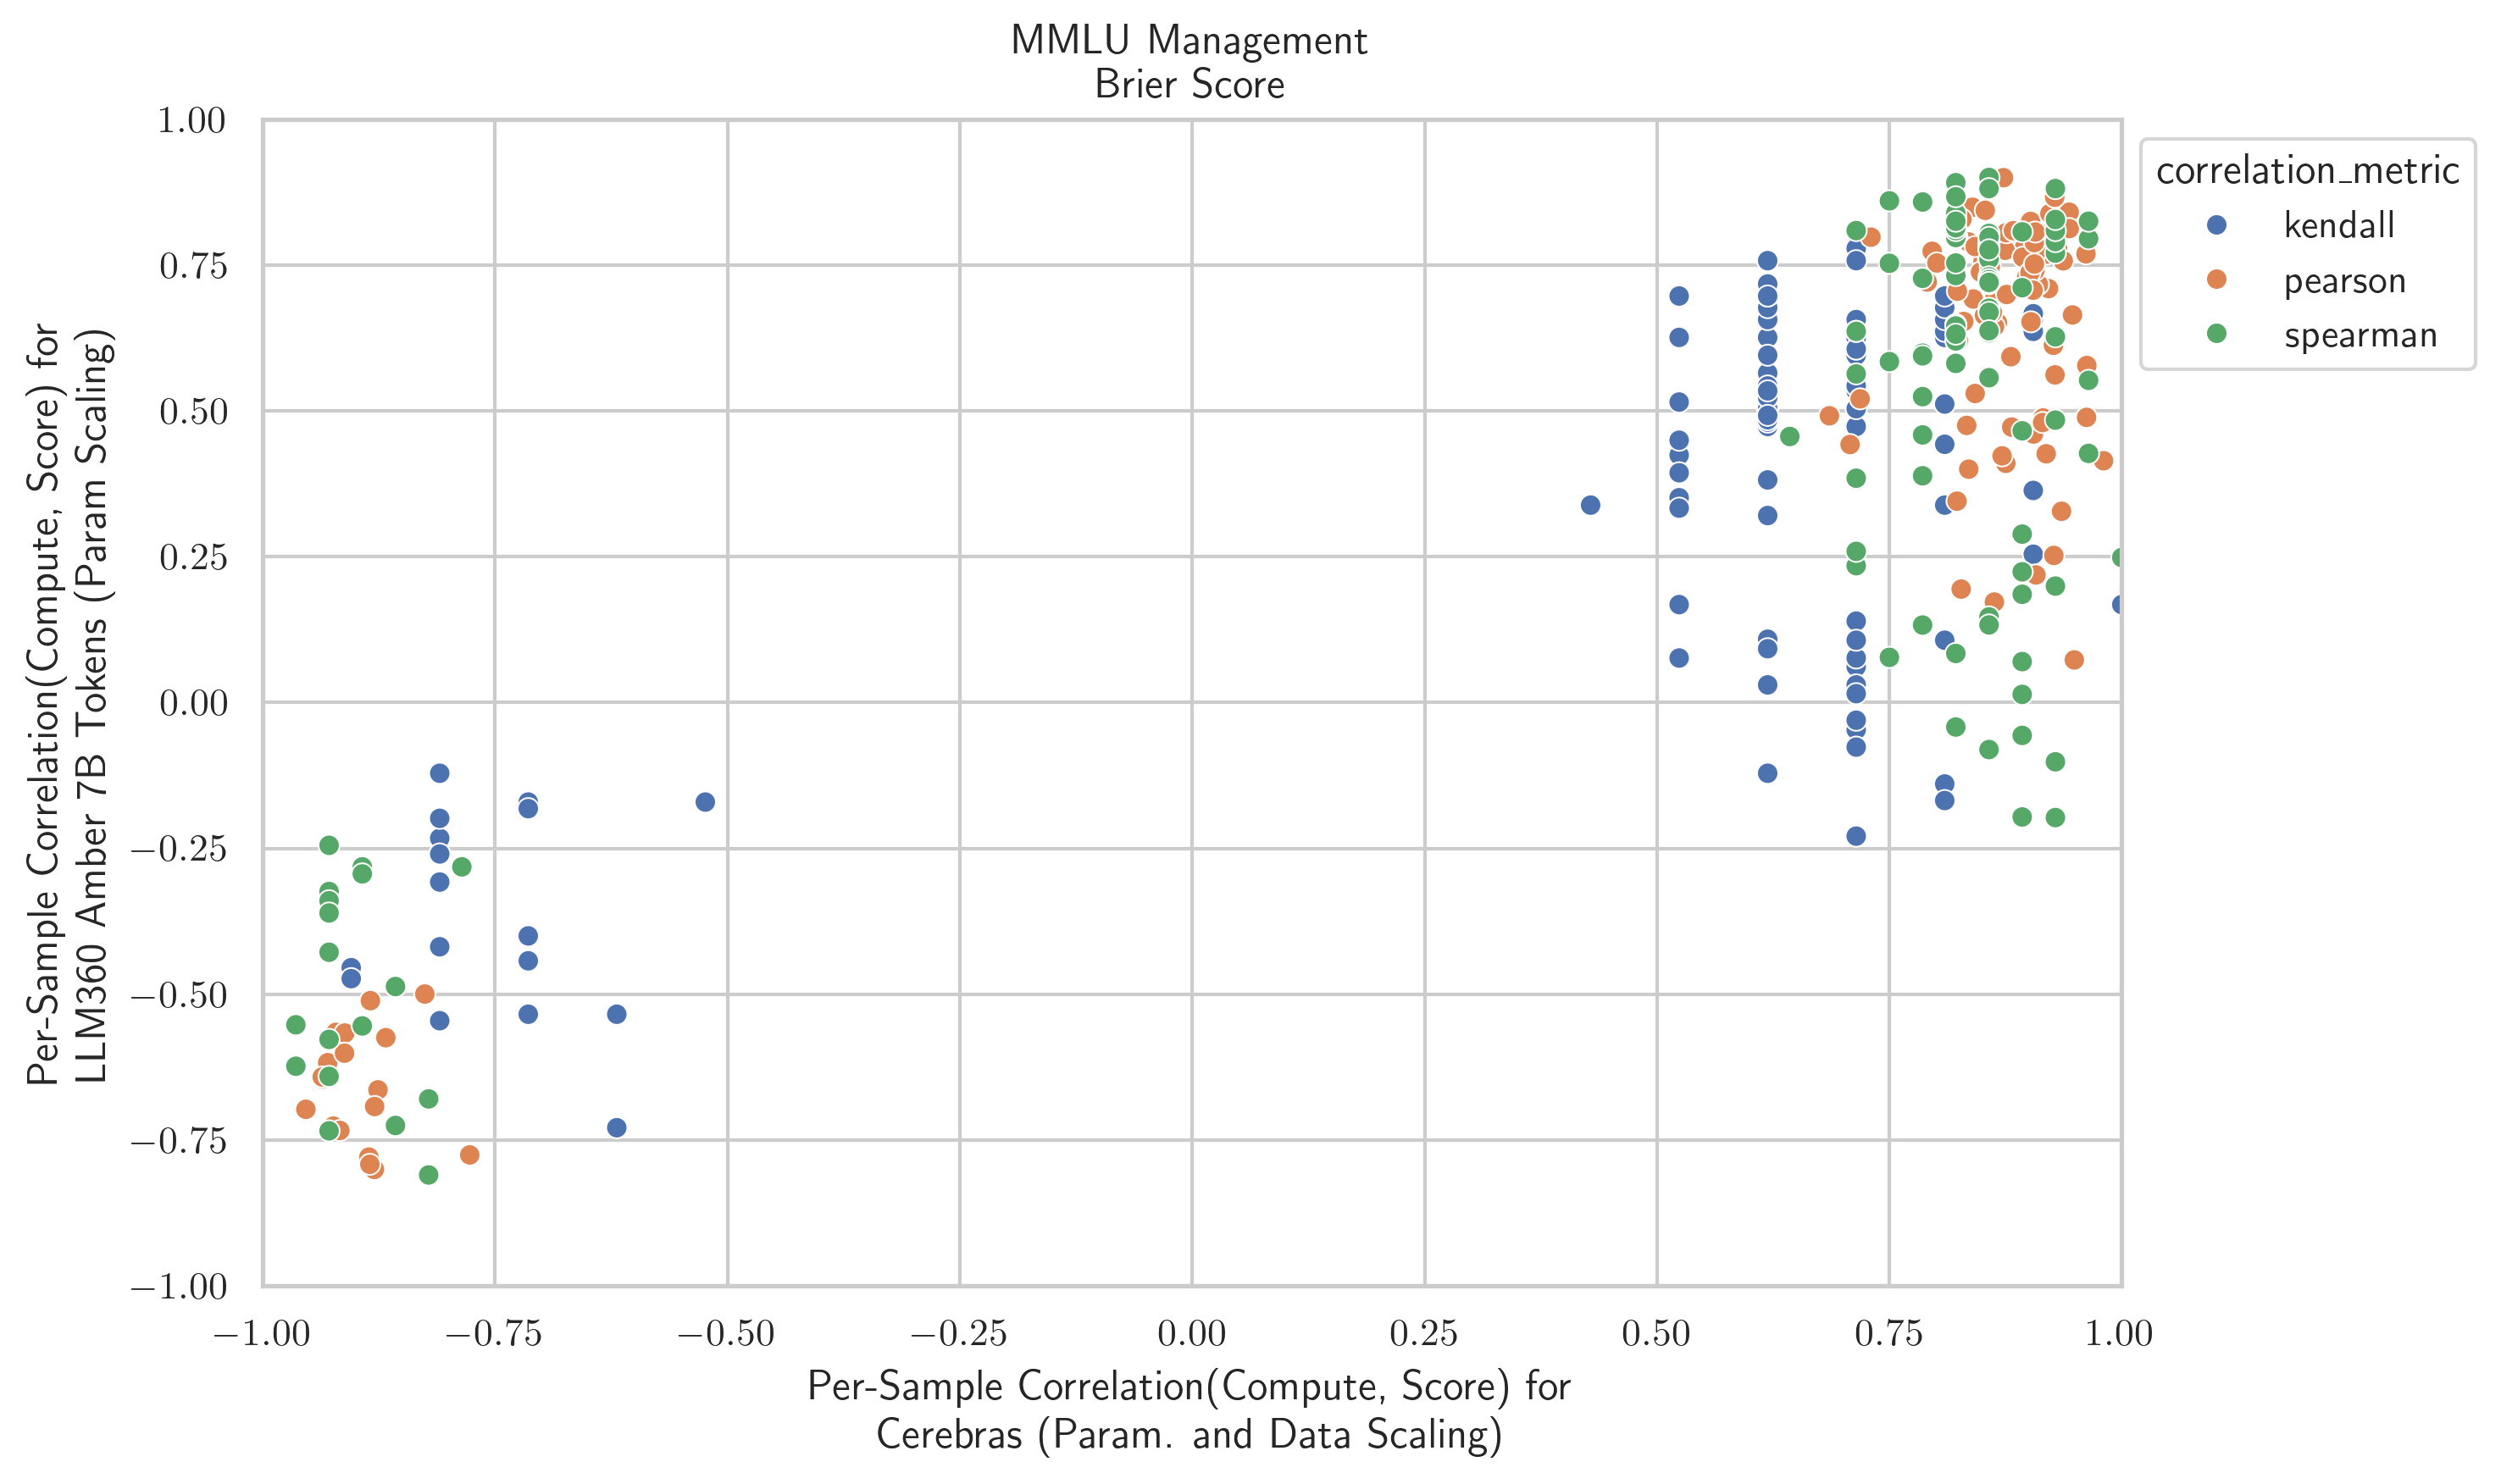 MMLU Management
Brier Score
1.00
0.75
0.50
0.25
0.00
−0.25
−0.50
−0.75
−1.00
Per-Sample Correlation(Compute, Score) for
LLM360 Amber 7B Tokens (Param Scaling)
−1.00 −0.75 −0.50 −0.25 0.00 0.25 0.50 0.75 1.00
Per-Sample Correlation(Compute, Score) for
Cerebras (Param. and Data Scaling)
correlation_metric
kendall
pearson
spearman